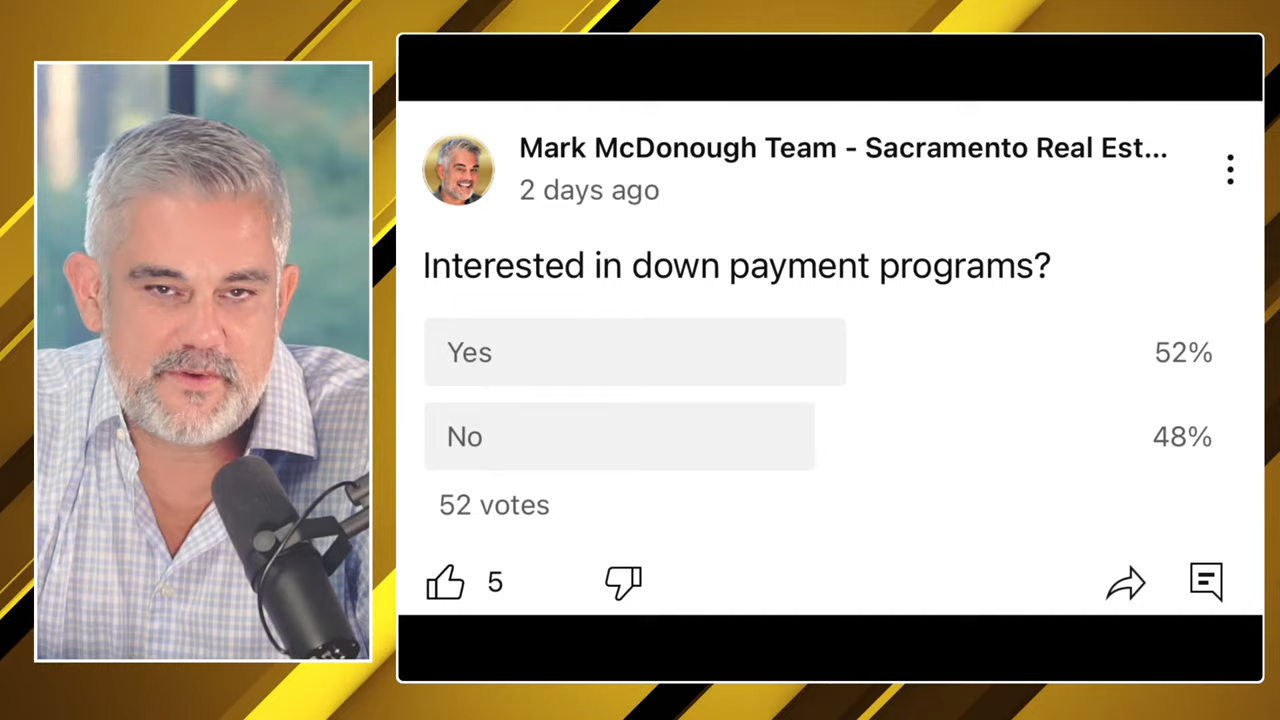 Mark McDonough Team - Sacramento Real Est...
2 days ago
Interested in down payment programs?
Yes 52%
No 48%
52 votes
5